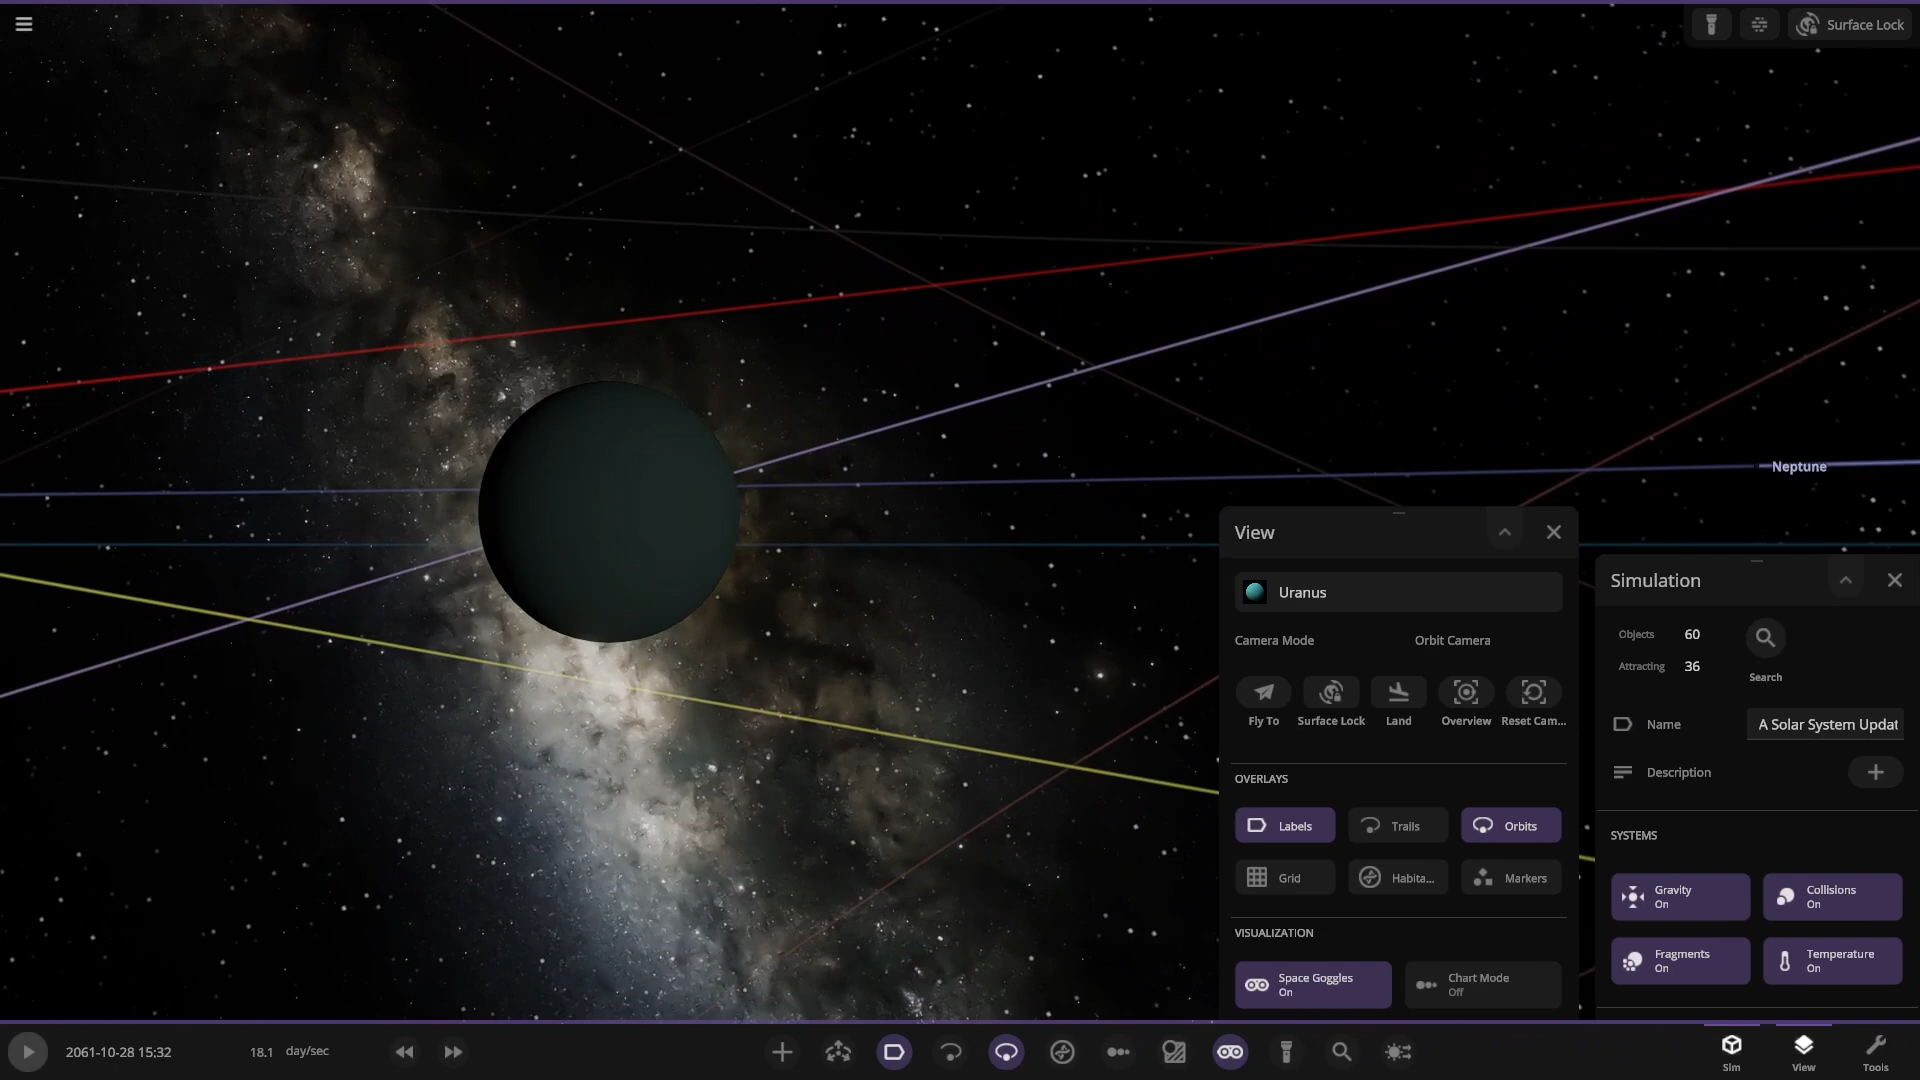 Surface Lock
Neptune
View
Uranus
Camera Mode Orbit Camera
Fly To Surface Lock Land Overview Reset Cam...
OVERLAYS
Labels Trails Orbits
Grid Habita... Markers
VISUALIZATION
Space Goggles
On
Chart Mode
Off
Simulation
Objects 60
Attracting 36
Search
Name A Solar System Updat
Description
SYSTEMS
Gravity
On
Collisions
On
Fragments
On
Temperature
On
2061-10-28 15:32 18.1 day/sec
Sim View Tools